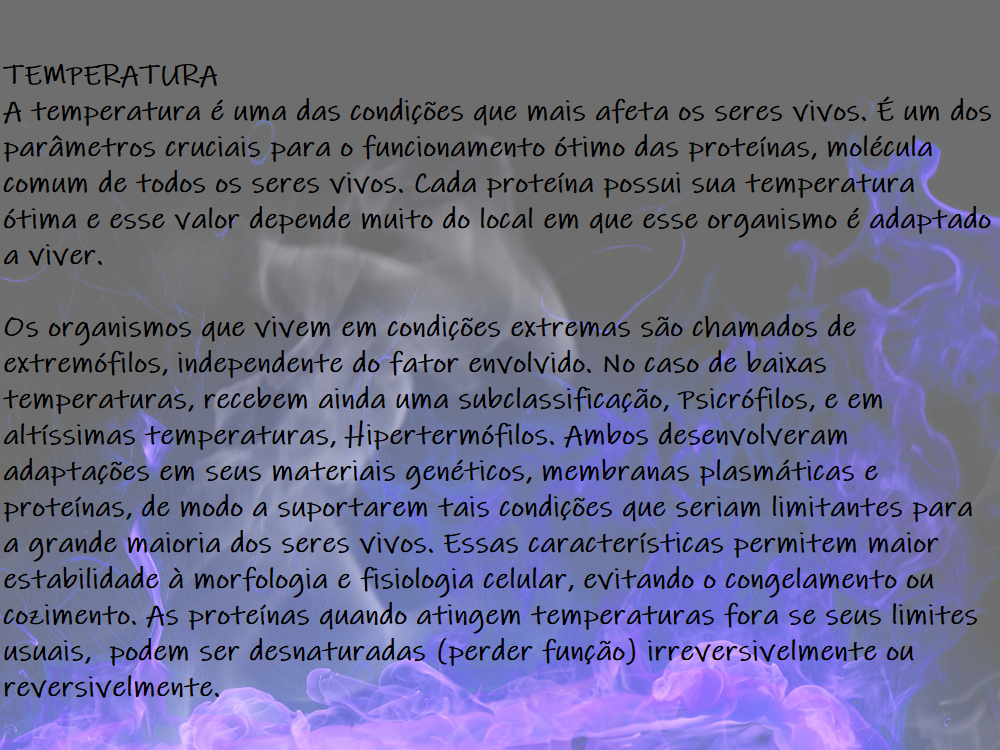 TEMPERATURA
A temperatura é uma das condições que mais afeta os seres vivos. É um dos
parâmetros cruciais para o funcionamento ótimo das proteínas, molécula
comum de todos os seres vivos. Cada proteína possui sua temperatura
ótima e esse valor depende muito do local em que esse organismo é adaptado
a viver.
Os organismos que vivem em condições extremas são chamados de
extremófilos, independente do fator envolvido. No caso de baixas
temperaturas, recebem ainda uma subclassificação, Psicrófilos, e em
altíssimas temperaturas, Hipertermófilos. Ambos desenvolveram
adaptações em seus materiais genéticos, membranas plasmáticas e
proteínas, de modo a suportarem tais condições que seriam limitantes para
a grande maioria dos seres vivos. Essas características permitem maior
estabilidade à morfologia e fisiologia celular, evitando o congelamento ou
cozimento. As proteínas quando atingem temperaturas fora se seus limites
usuais,  podem ser desnaturadas (perder função) irreversivelmente ou
reversivelmente.